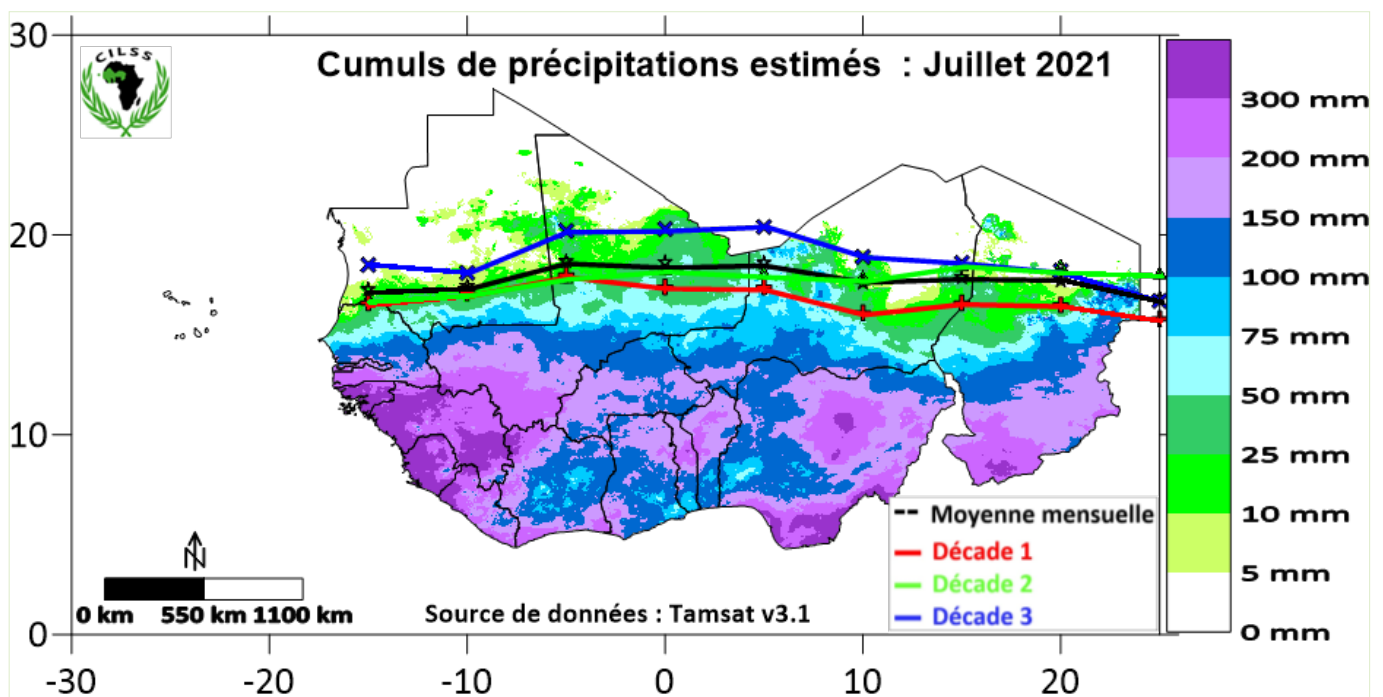 30
CILSS
Cumuls de précipitations estimés : Juillet 2021
300 mm
200 mm
20
150 mm
100 mm
75 mm
50 mm
10
25 mm
Moyenne mensuelle
10 mm
Décade 1
N
Décade 2
5 mm
0 km 550 km 1100 km
Source de données : Tamsat v3.1
Décade 3
0
0 mm
-30 -20 -10 0 10 20